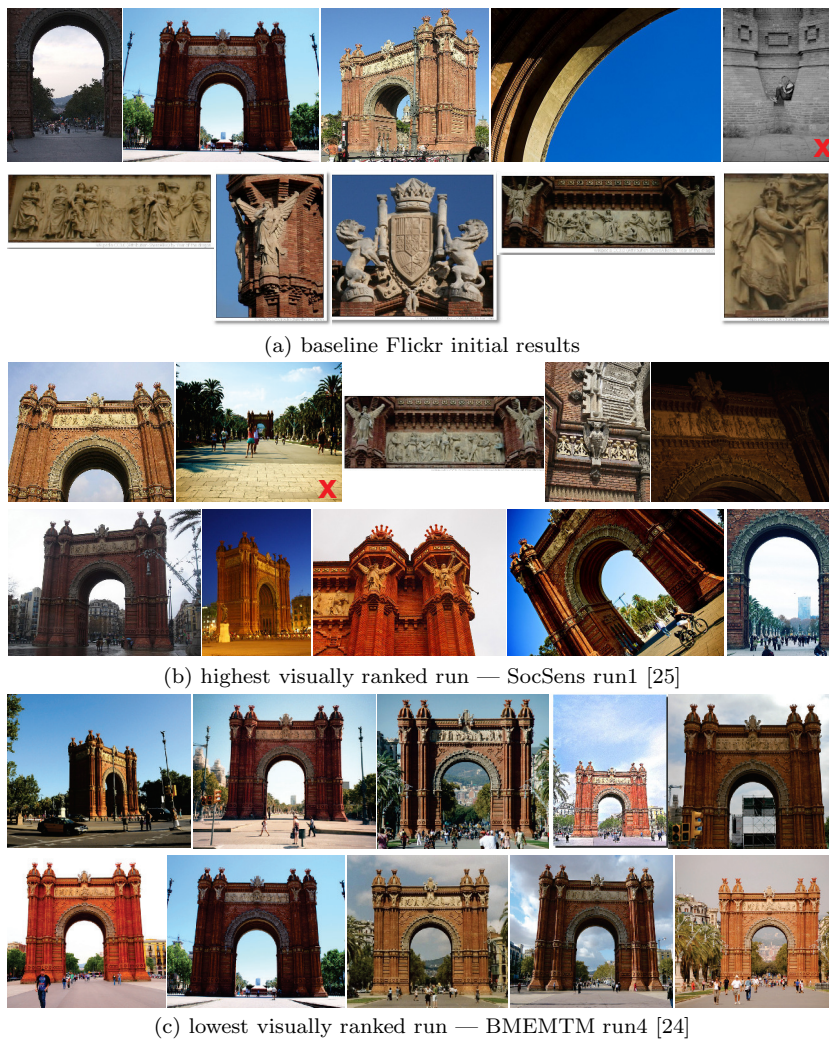 X
(a) baseline Flickr initial results
X
(b) highest visually ranked run — SocSens run1 [25]
(c) lowest visually ranked run — BMEMTM run4 [24]